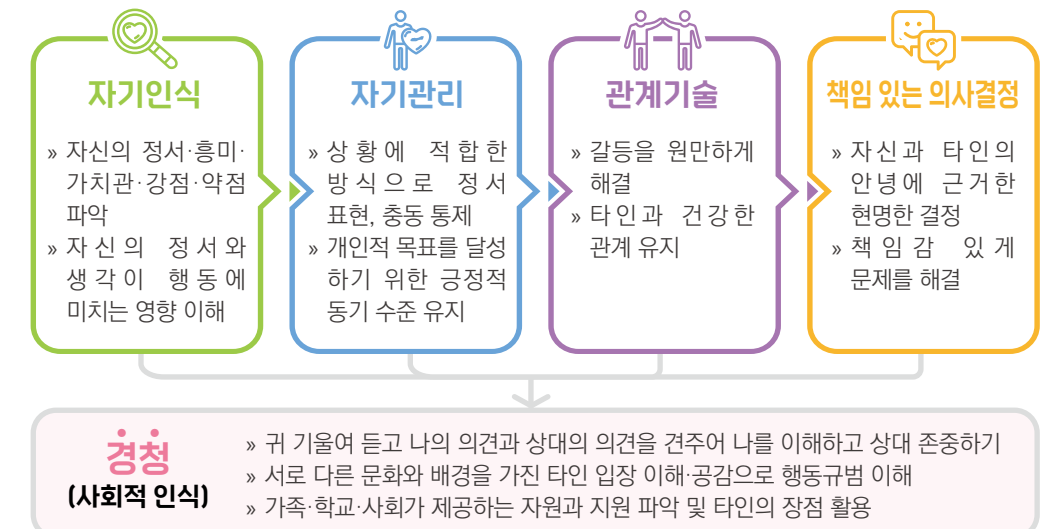 자기인식
» 자신의 정서·흥미·
가치관·강점·약점
파악
» 자신의 정서와
생각이 행동에
미치는 영향 이해
자기관리
» 상황에 적합한
방식으로 정서
표현, 충동 통제
» 개인적 목표를 달성
하기 위한 긍정적
동기 수준 유지
관계기술
» 갈등을 원만하게
해결
» 타인과 건강한
관계 유지
책임 있는 의사결정
» 자신과 타인의
안녕에 근거한
현명한 결정
» 책임감 있게
문제를 해결
경청
(사회적 인식)
» 귀 기울여 듣고 나의 의견과 상대의 의견을 견주어 나를 이해하고 상대 존중하기
» 서로 다른 문화와 배경을 가진 타인 입장 이해·공감으로 행동규범 이해
» 가족·학교·사회가 제공하는 자원과 지원 파악 및 타인의 장점 활용